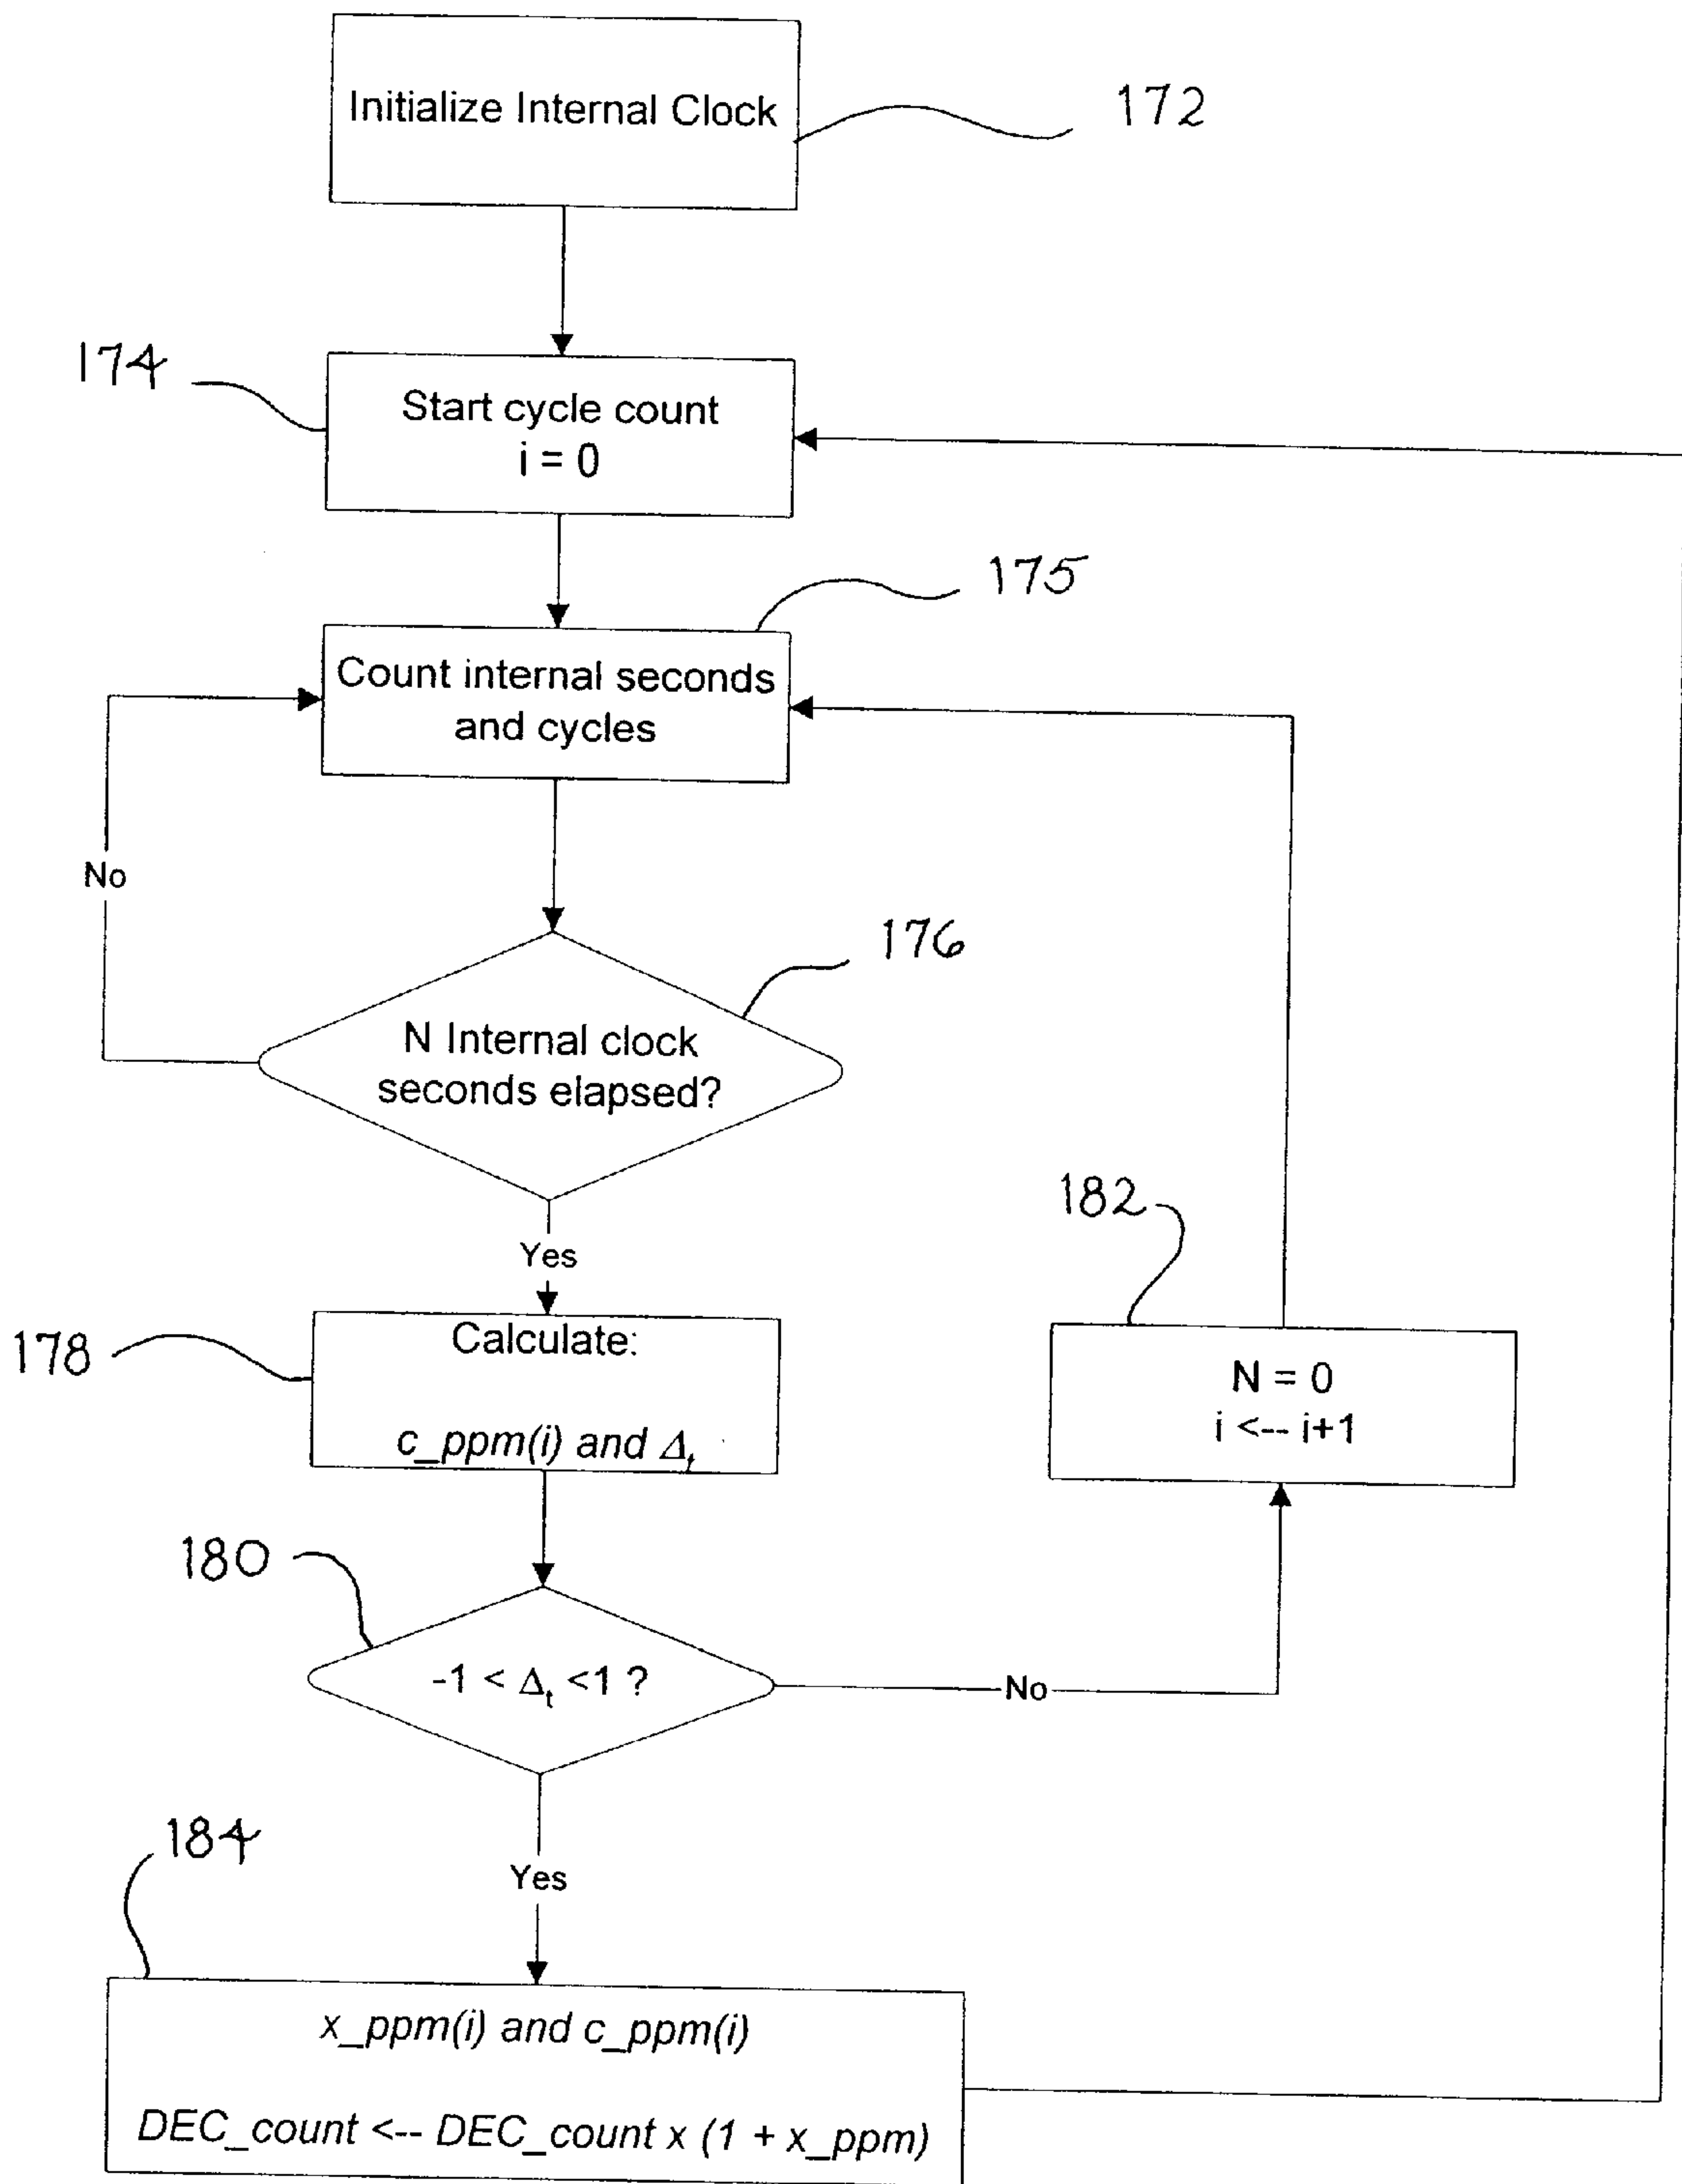 Initialize Internal Clock
172
174
Start cycle count
i = 0
175
Count internal seconds
and cycles
No
176
N Internal clock
seconds elapsed?
182
Yes
178
Calculate:
c_ppm(i) and Δt
N = 0
i <-- i+1
180
-1 < Δt <1 ?
No
184
Yes
x_ppm(i) and c_ppm(i)
DEC_count <-- DEC_count x (1 + x_ppm)